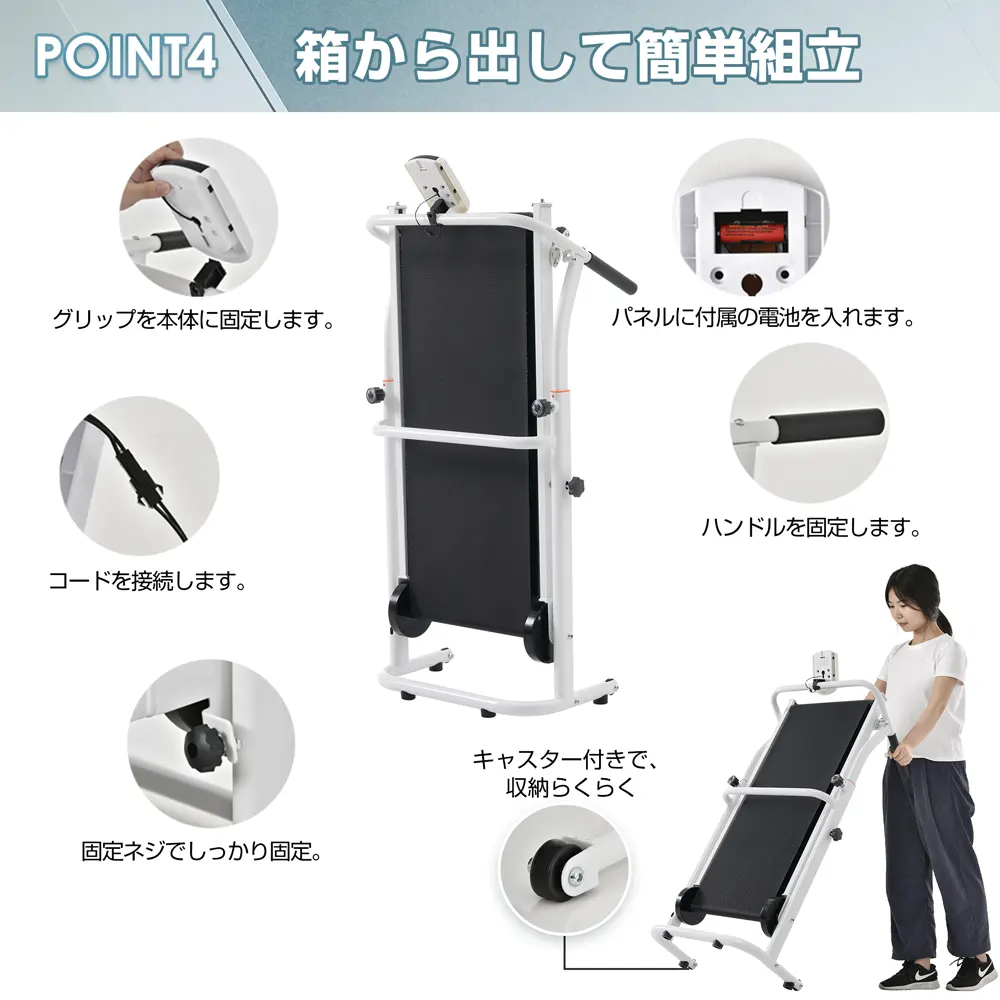 POINT4
箱から出して簡単組立
グリップを本体に固定します。
パネルに付属の電池を入れます。
コードを接続します。
ハンドルを固定します。
固定ネジでしっかり固定。
キャスター付きで、
収納らくらく